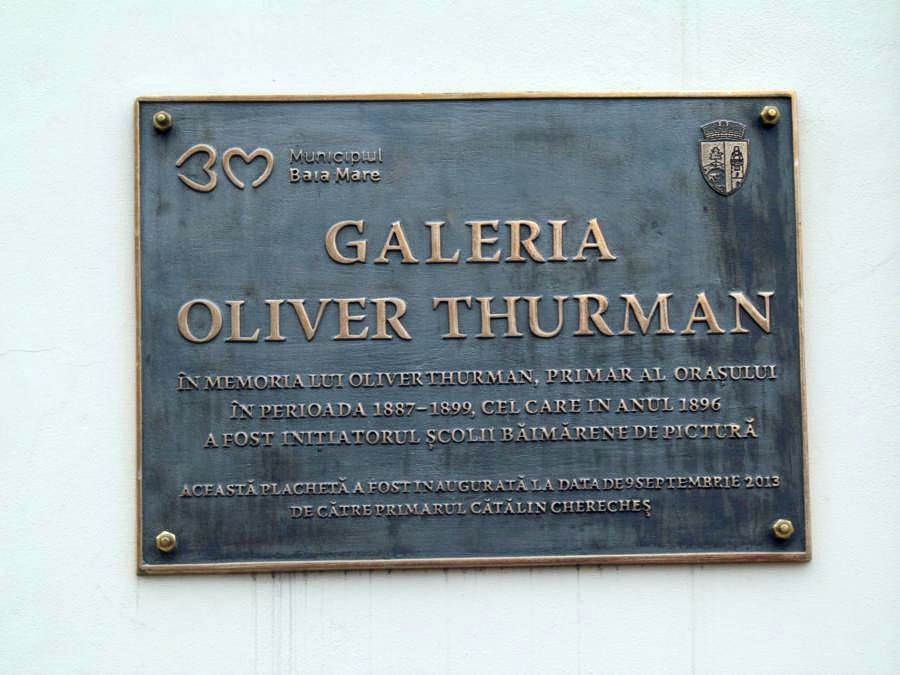 Municipiul
Baia Mare
GALERIA
OLIVER THURMAN
ÎN MEMORIA LUI OLIVER THURMAN, PRIMAR AL ORAȘULUI
ÎN PERIOADA 1887-1899, CEL CARE IN ANUL 1896
A FOST INITIATORUL ȘCOLII BĂIMĂRENE DE PICTURĂ
ACEASTĂ PLACHETĂ A FOST INAUGURATĂ LA DATA DE 9 SEPTEMBRIE 2013
DE CĂTRE PRIMARUL CĂTĂLIN CHERECHEȘ